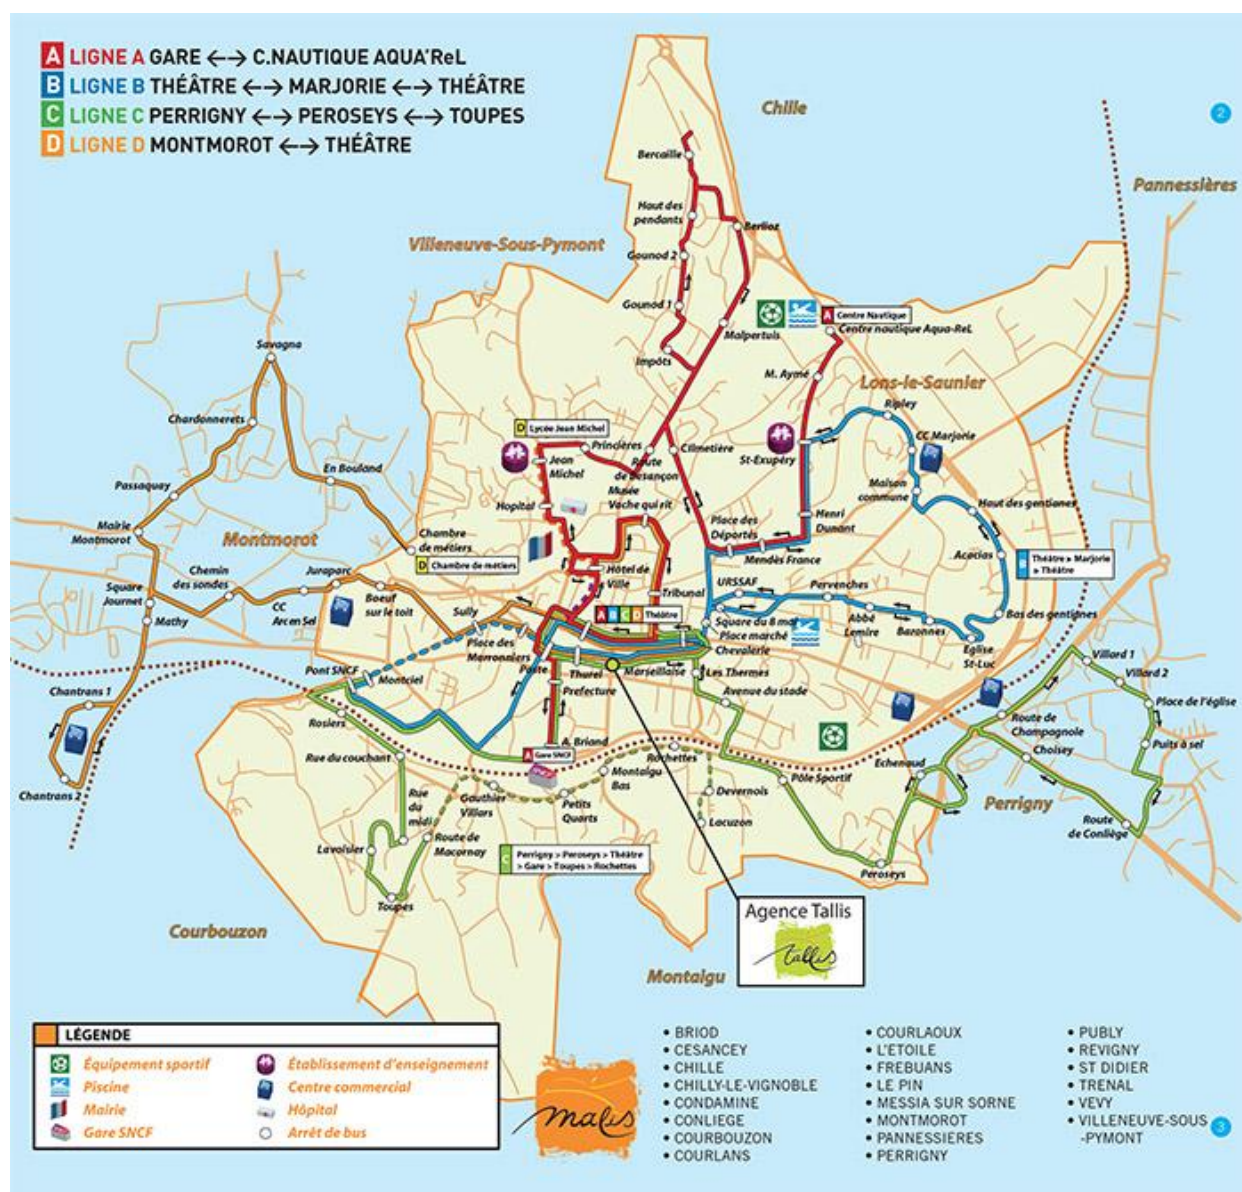 A LIGNE A GARE <-> C.NAUTIQUE AQUA'ReL
B LIGNE B THÉÂTRE <-> MARJORIE <-> THÉÂTRE
C LIGNE C PERRIGNY <-> PEROSEYS <-> TOUPES
D LIGNE D MONTMOROT <-> THÉÂTRE
Chille
2
Pannessières
Villeneuve-Sous-Pymont
Bercaille
Haut des
pendants
Berlioz
Gounod 2
Gounod 1
Malpertuis
Impôts
A Centre Nautique
Centre nautique Aqua-ReL
M. Aymé
Lons-le-Saunier
Savagna
Ripley
Chardonnerets
D Lycée Jean Michel
Princières
Cimetière
CC Marjorie
St-Exupéry
En Bouland
Jean
Michel
Route
de Besançon
Passaquay
Maison
commune
Musée
Vache qui rit
Hopital
Haut des gentianes
Mairie
Montmorot
Montmorot
Chambre
de métiers
D Chambre de métiers
Place des
Déportés
Henri
Dunant
Mendès France
Acacias
Théatre > Marjorie
> Théâtre
Chemin
des sondes
Juraparc
Hôtel de
Ville
Tribunal
URSSAF
Pervenches
Square
Journet
CC
Arc en Sel
Boeuf
sur le toit
Sully
A B C D Théâtre
Square du 8 mai
Place marché
Abbé
Lemire
Baronnes
Bas des gentignes
Mathy
Place des
Marronniers
Chevalerie
Eglise
St-Luc
Pont SNCF
Montciel
Poste
Thurel
Marseillaise
Les Thermes
Villard 1
Villard 2
Chantrans 1
Prefecture
Avenue du stade
Place de l'église
Rosiers
A. Briand
Route de
Champagnole
Puits à sel
Rue du couchant
A Gare SNCF
Rochettes
Echenaud
Choisey
Chantrans 2
Rue
du
midi
Gauthier
Villars
Montaigu
Bas
Petits
Quarts
Devernois
Pôle Sportif
Perrigny
Lacuzon
Route
de Conliège
Lavoisier
Route de
Macornay
C Perrigny > Peroseys > Théâtre
> Gare > Toupes > Rochettes
Peroseys
Toupes
Agence Tallis
tallis
Courbouzon
Montaigu
LÉGENDE
Équipement sportif
Piscine
Mairie
Gare SNCF
Établissement d'enseignement
Centre commercial
Hôpital
Arrêt de bus
malis
• BRIOD
• CESANCEY
• CHILLE
• CHILLY-LE-VIGNOBLE
• CONDAMINE
• CONLIEGE
• COURBOUZON
• COURLANS
• COURLAOUX
• L'ETOILE
• FREBUANS
• LE PIN
• MESSIA SUR SORNE
• MONTMOROT
• PANNESSIERES
• PERRIGNY
• PUBLY
• REVIGNY
• ST DIDIER
• TRENAL
• VEVY
• VILLENEUVE-SOUS
-PYMONT
3